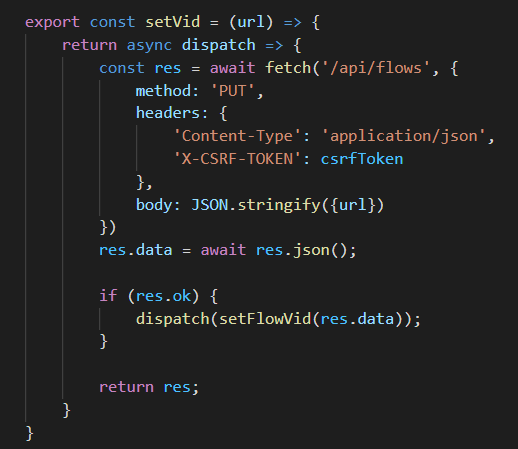 export const setVid = (url) => {
    return async dispatch => {
        const res = await fetch('/api/flows', {
            method: 'PUT',
            headers: {
                'Content-Type': 'application/json',
                'X-CSRF-TOKEN': csrfToken
            },
            body: JSON.stringify({url})
        })
        res.data = await res.json();

        if (res.ok) {
            dispatch(setFlowVid(res.data));
        }

        return res;
    }
}